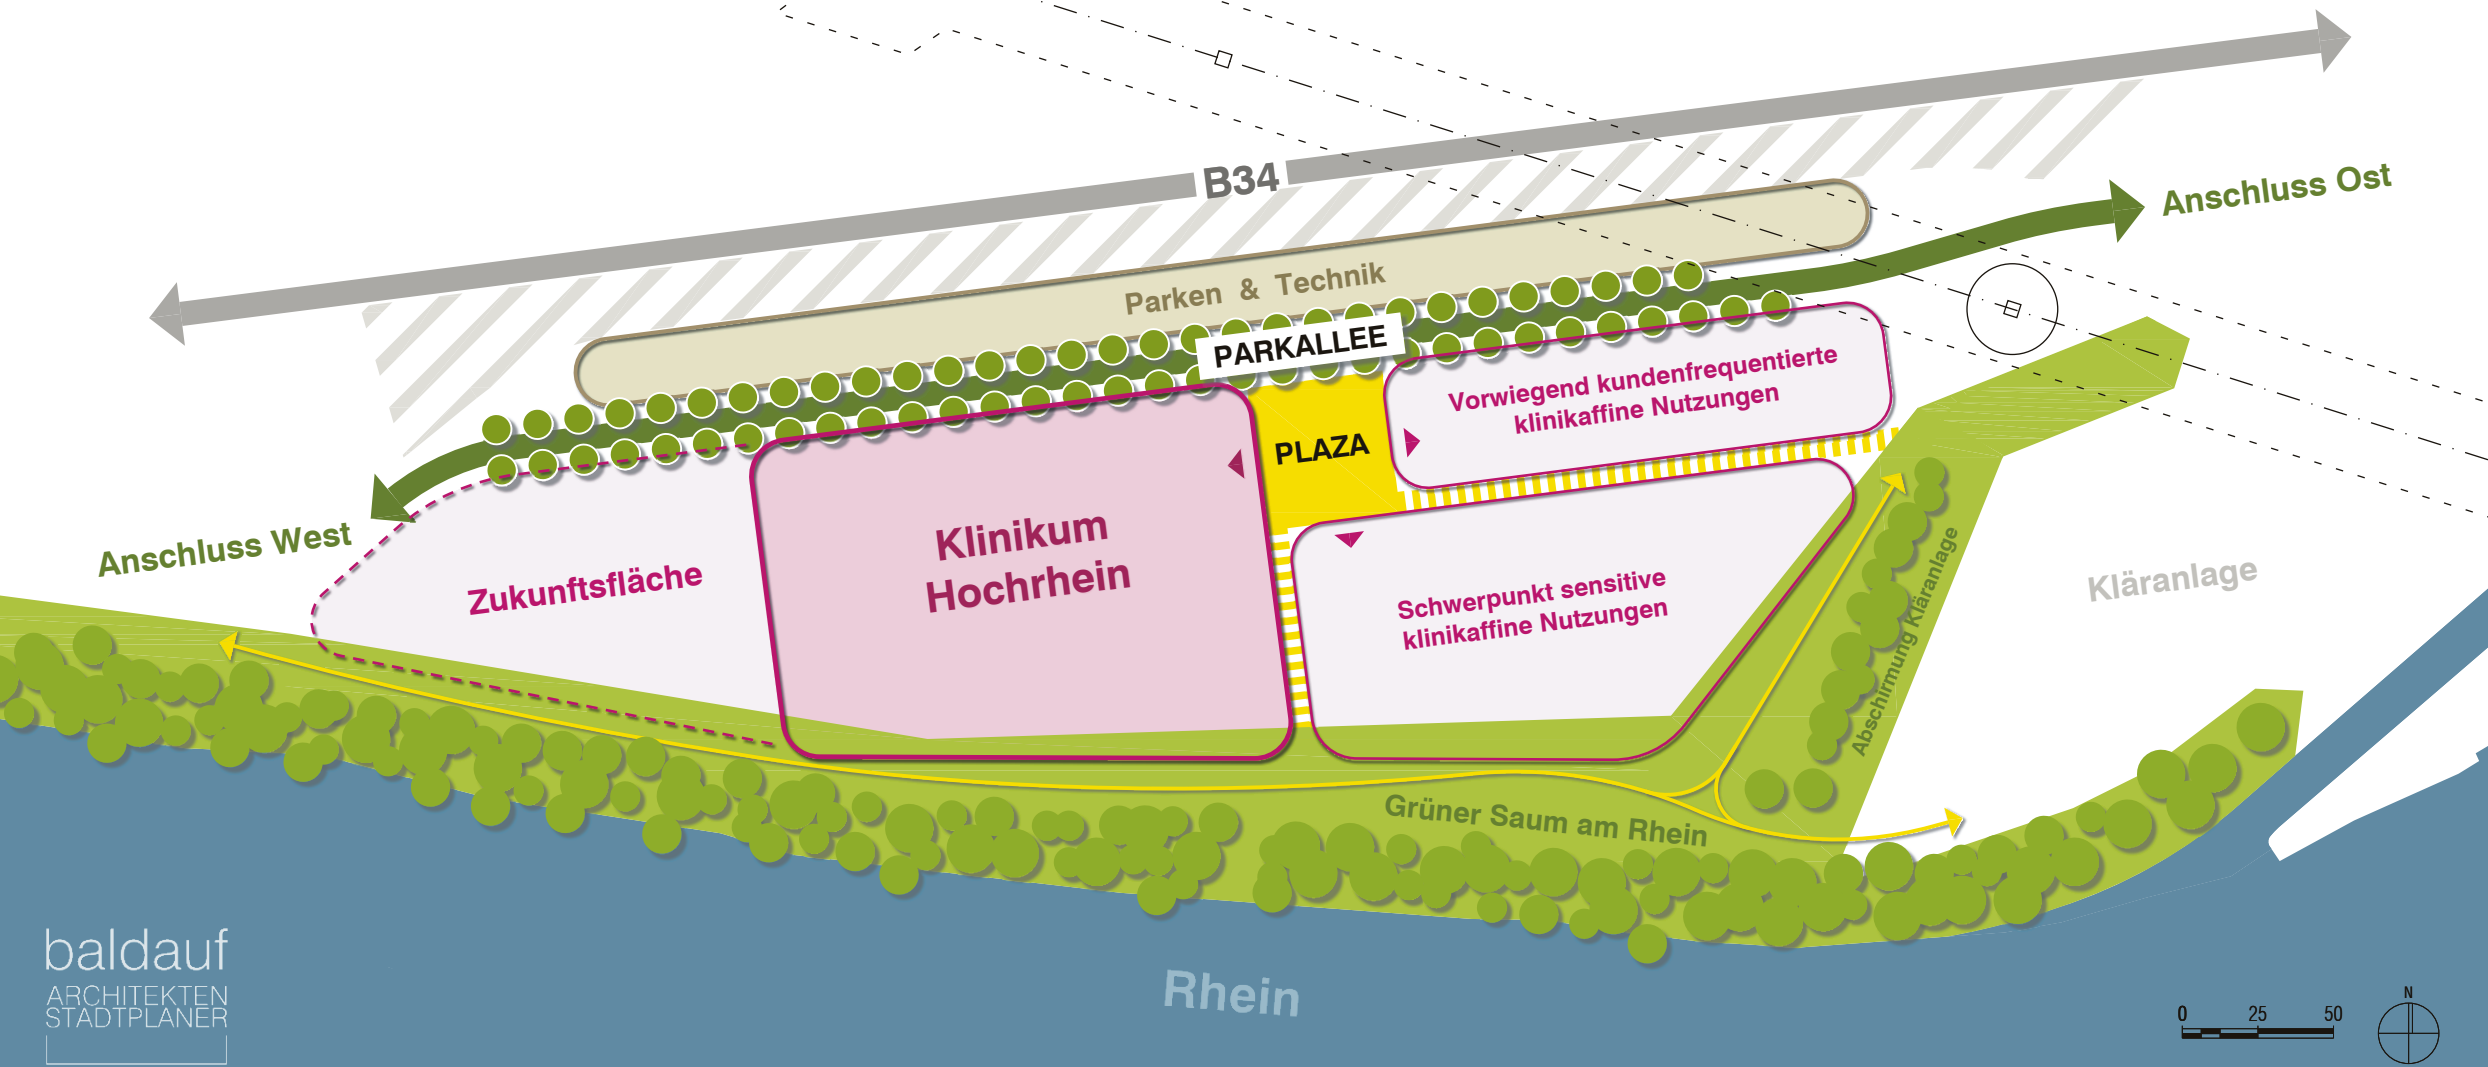 B34
Anschluss Ost
Parken & Technik
PARKALLEE
Vorwiegend kundenfrequentierte
klinikaffine Nutzungen
PLAZA
Anschluss West
Zukunftsfläche
Klinikum
Hochrhein
Schwerpunkt sensitive
klinikaffine Nutzungen
Abschirmung Kläranlage
Kläranlage
Grüner Saum am Rhein
Rhein
baldauf
ARCHITEKTEN
STADTPLANER
0 25 50
N